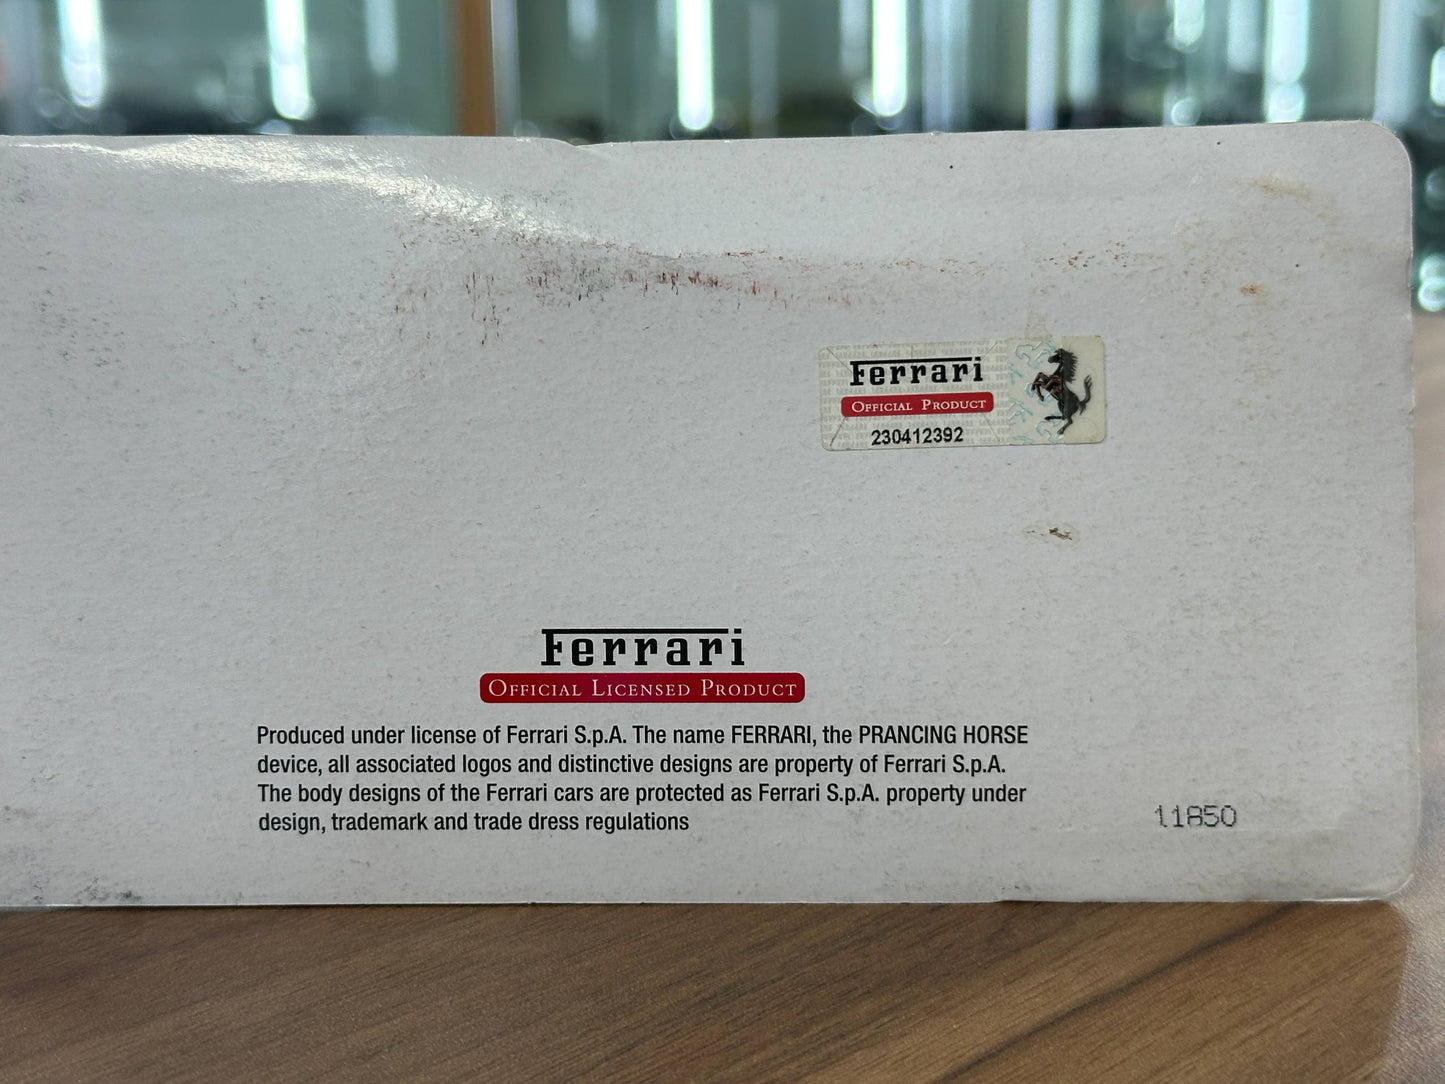 Ferrari
OFFICIAL PRODUCT
230412392
Ferrari
OFFICIAL LICENSED PRODUCT
Produced under license of Ferrari S.p.A. The name FERRARI, the PRANCING HORSE
device, all associated logos and distinctive designs are property of Ferrari S.p.A.
The body designs of the Ferrari cars are protected as Ferrari S.p.A. property under
design, trademark and trade dress regulations
11850